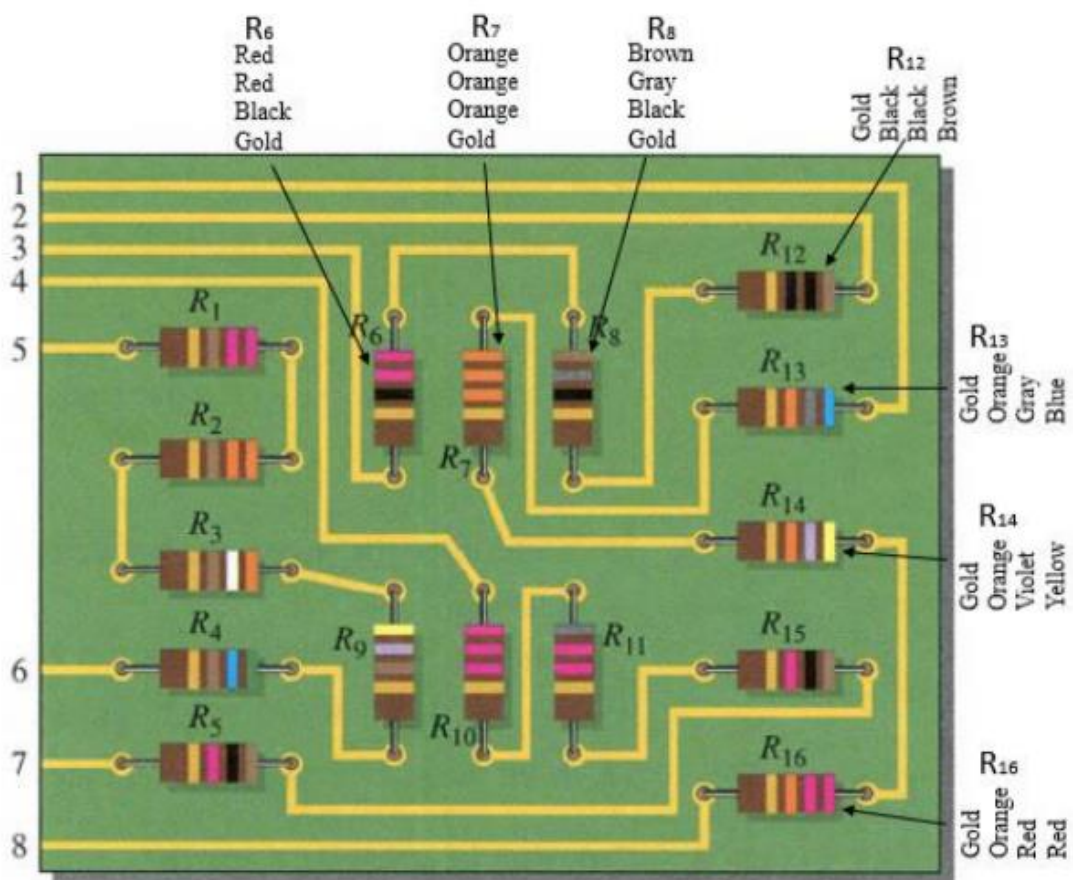 R6
Red
Red
Black
Gold
R7
Orange
Orange
Orange
Gold
R8
Brown
Gray
Black
Gold
R12
Gold
Black
Black
Brown
1
2
3
4
5
6
7
8
R1
R2
R3
R4
R5
R6
R7
R8
R9
R10
R11
R12
R13
R14
R15
R16
R13
Gold
Orange
Gray
Blue
R14
Gold
Orange
Violet
Yellow
R16
Gold
Orange
Red
Red